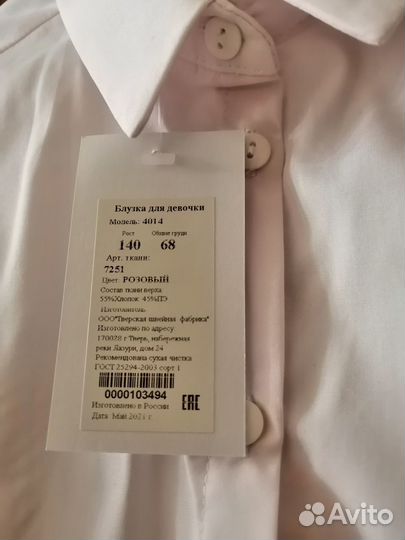 Блузка для девочки
Модель: 4014
Рост Обхват груди
140 68
Арт. ткани:
7251
Цвет: РОЗОВЫЙ
Состав ткани верха
55%Хлопок 45%ПЭ
Изготовитель
ООО"Тверская швейная фабрика"
Изготовлено по адресу:
170028 г.Тверь, набережная
реки Лазури, дом 24
Рекомендована сухая чистка
ГОСТ 25294-2003 сорт 1
0000103494
Изготовлено в России
Дата: Май 2021 г.
EAC
Avito